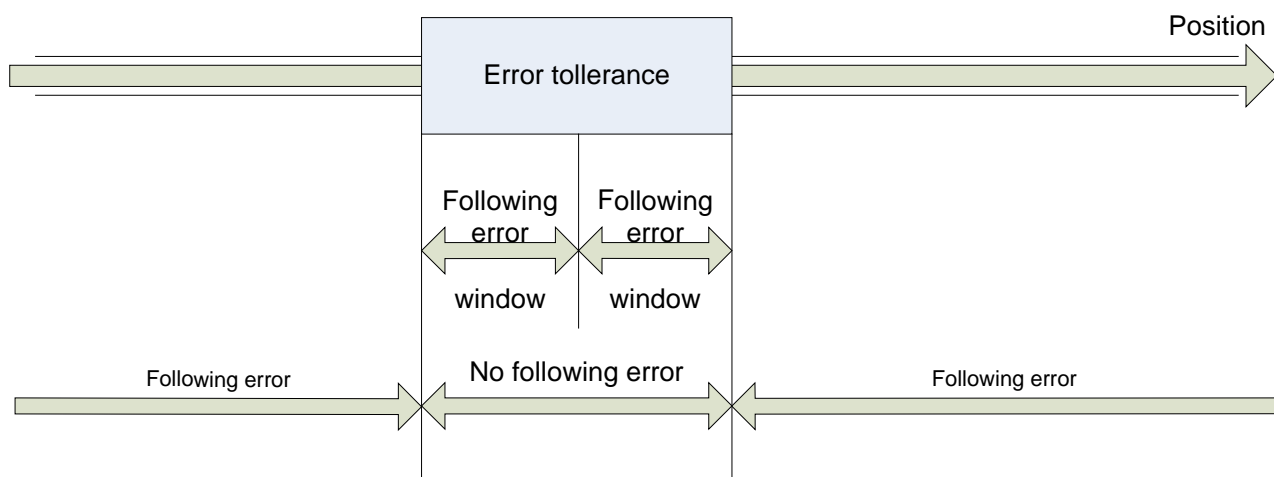 Position
Error tollerance
Following
error
window
Following
error
window
Following error
No following error
Following error